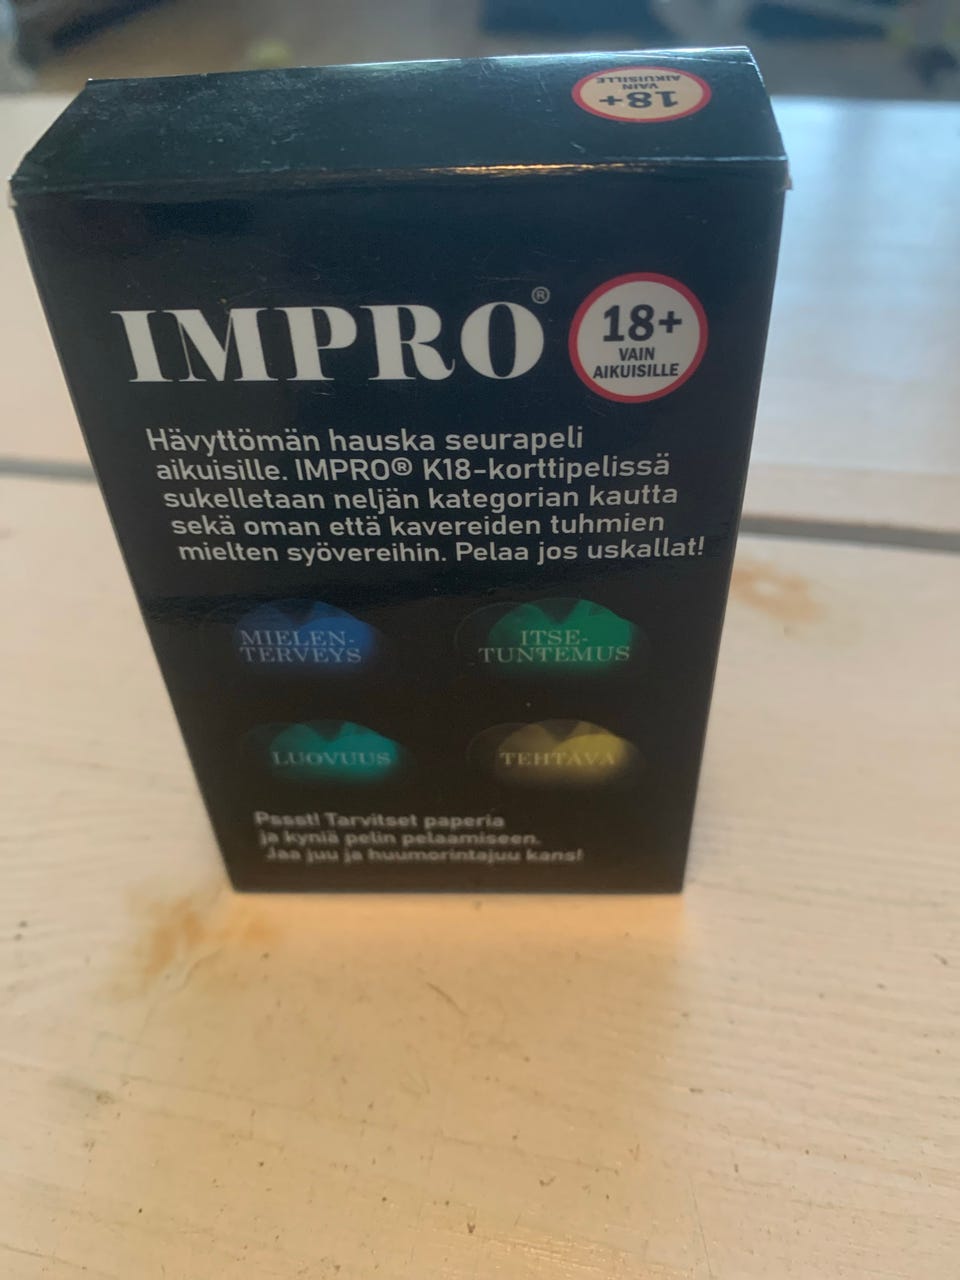 18+
VAIN
AIKUISILLE
IMPRO®
18+
VAIN
AIKUISILLE
Hävyttömän hauska seurapeli
aikuisille. IMPRO® K18-korttipelissä
sukelletaan neljän kategorian kautta
sekä oman että kavereiden tuhmien
mielten syövereihin. Pelaa jos uskallat!
MIELEN-
TERVEYS
ITSE-
TUNTEMUS
LUOVUUS
TEHTÄVÄ
Pssst! Tarvitset paperia
ja kyniä pelin pelaamiseen.
Jaa juu ja huumorintajuu kans!